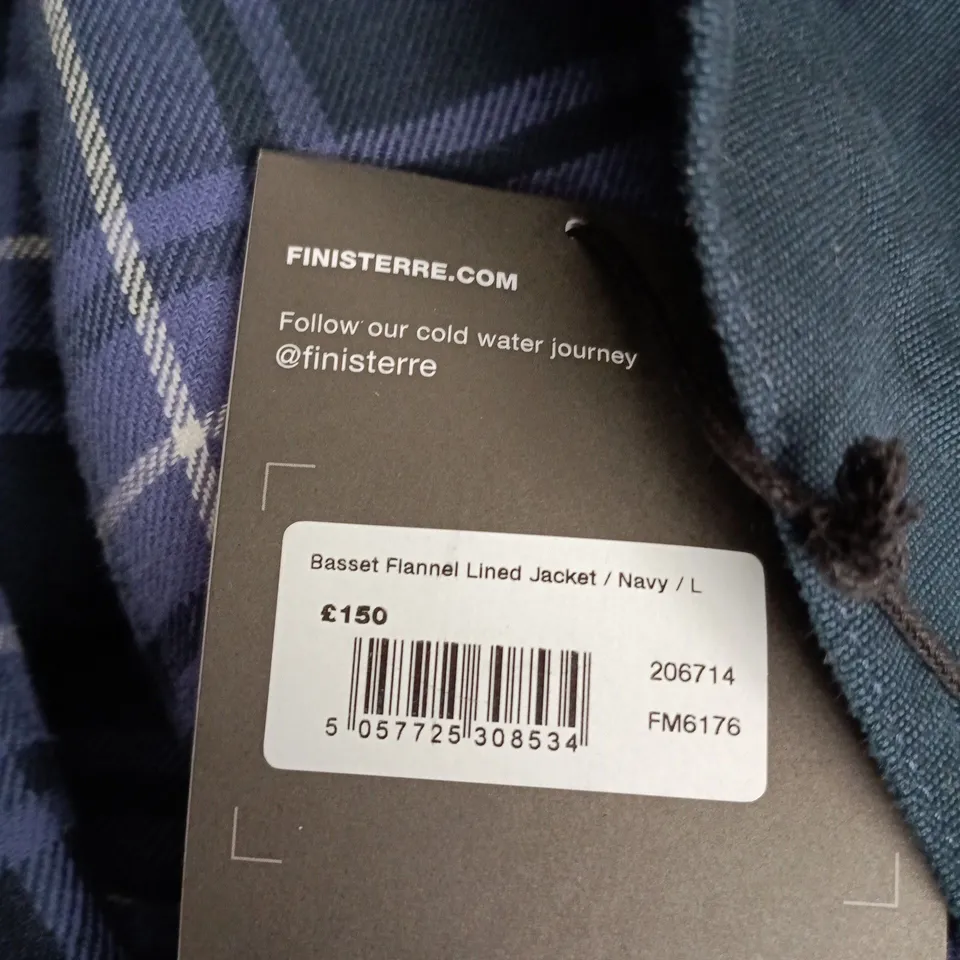 FINISTERRE.COM
Follow our cold water journey
@finisterre
Basset Flannel Lined Jacket / Navy / L
£150
206714
FM6176
5 057725 308534